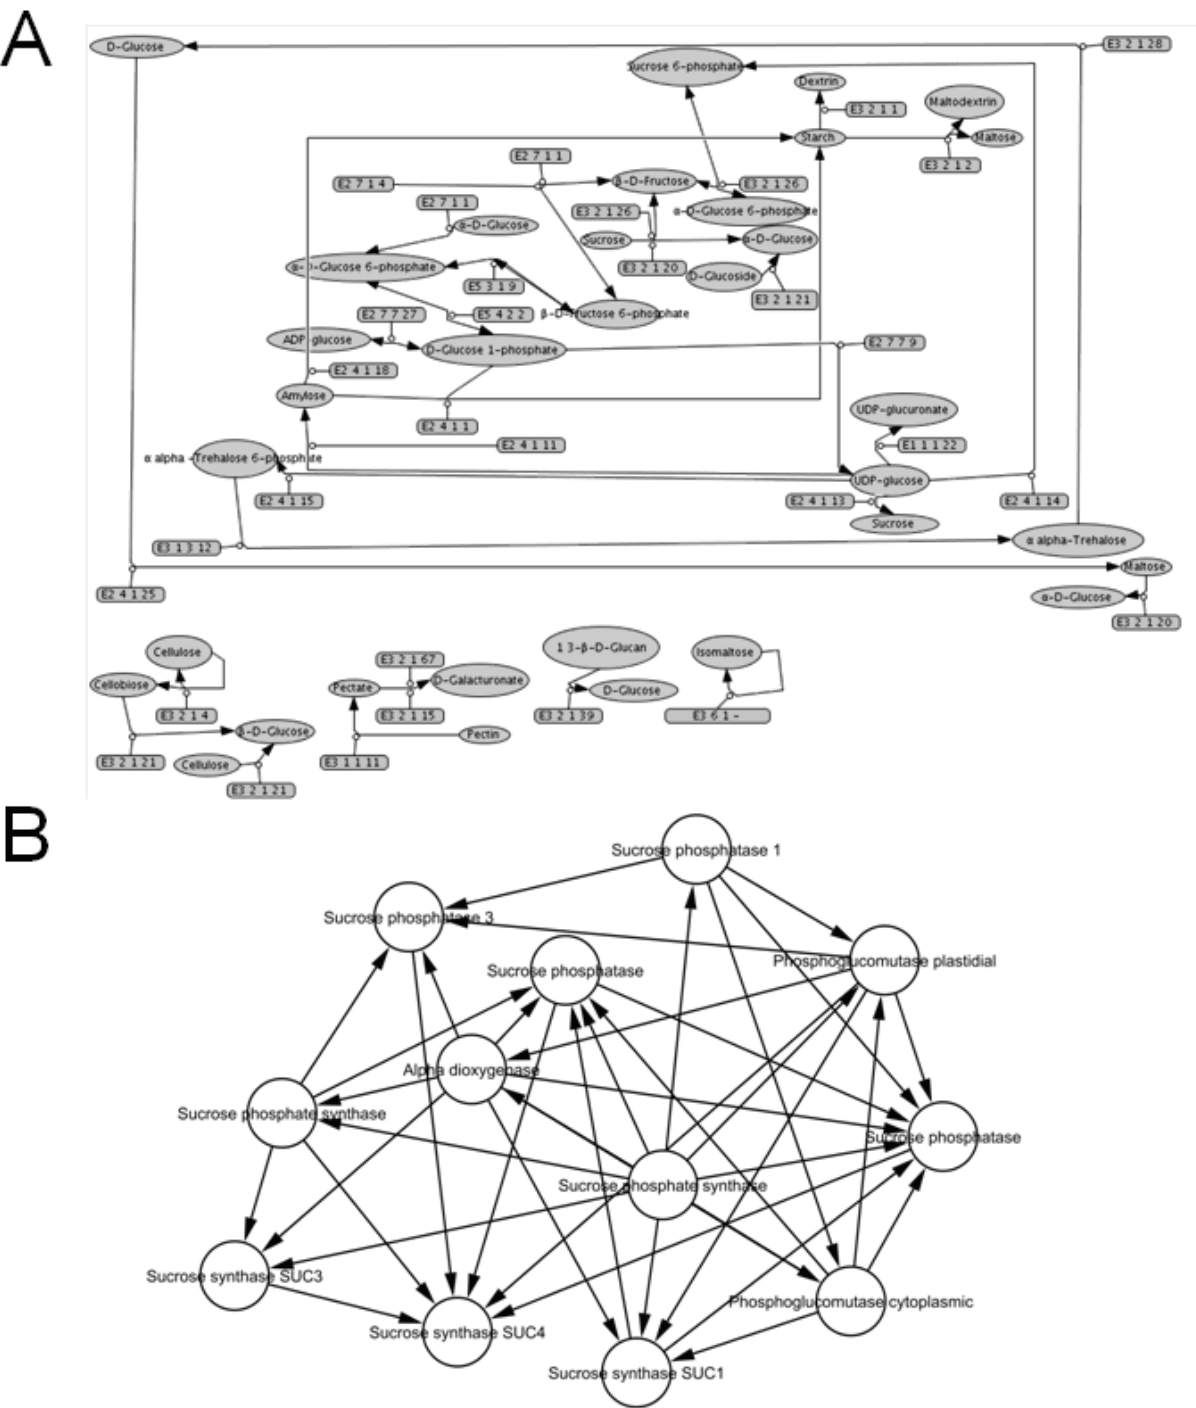 A
D-Glucose
E3 2 1 28
Sucrose 6-phosphate
Dextrin
E3 2 1 1
Maltodextrin
Starch
Maltose
E3 2 1 2
E2 7 1 1
E2 7 1 4
β-D-Fructose
E3 2 1 26
E2 7 1 1
E3 2 1 26
α-D-Glucose 6-phosphate
α-D-Glucose
Sucrose
α-D-Glucose
α-D-Glucose 6-phosphate
E3 2 1 20
D-Glucoside
E5 3 1 9
E3 2 1 21
E2 7 7 27
E5 4 2 2
β-D-Fructose 6-phosphate
ADP-glucose
D-Glucose 1-phosphate
E2 7 7 9
E2 4 1 18
Amylose
UDP-glucuronate
E2 4 1 1
E2 4 1 11
E1 1 1 22
α alpha -Trehalose 6-phosphate
UDP-glucose
E2 4 1 15
E2 4 1 13
E2 4 1 14
Sucrose
E3 1 3 12
α alpha-Trehalose
Maltose
E2 4 1 25
α-D-Glucose
E3 2 1 20
Cellulose
1 3-β-D-Glucan
Isomaltose
E3 2 1 67
Cellobiose
Pectate
D-Galacturonate
D-Glucose
E3 2 1 4
E3 2 1 15
E3 2 1 39
E3 6 1 -
β-D-Glucose
Pectin
E3 2 1 21
Cellulose
E3 1 1 11
E3 2 1 21
B
Sucrose phosphatase 1
Sucrose phosphatase 3
Sucrose phosphatase
Phosphoglucomutase plastidial
Alpha dioxygenase
Sucrose phosphate synthase
Sucrose phosphatase
Sucrose phosphate synthase
Sucrose synthase SUC3
Phosphoglucomutase cytoplasmic
Sucrose synthase SUC4
Sucrose synthase SUC1